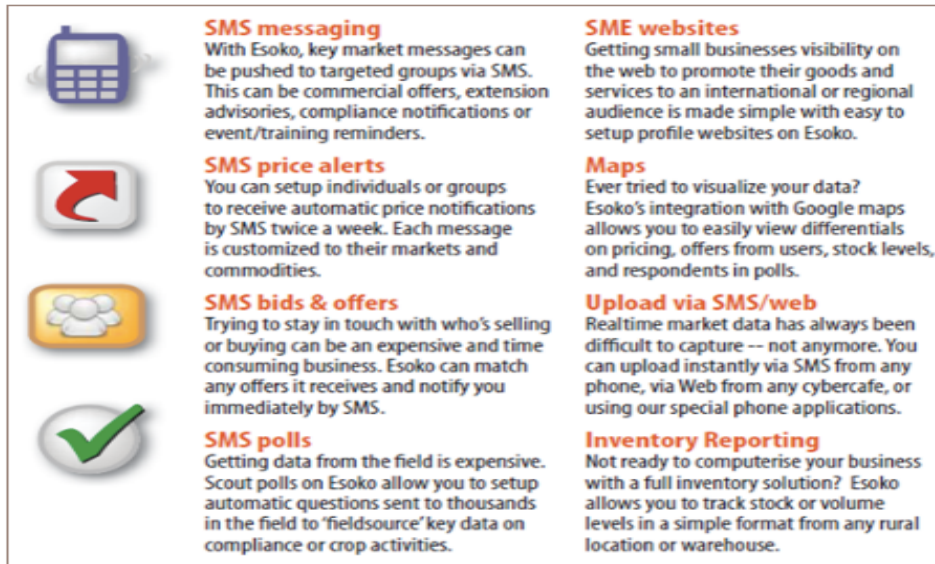 SMS messaging
With Esoko, key market messages can
be pushed to targeted groups via SMS.
This can be commercial offers, extension
advisories, compliance notifications or
event/training reminders.
SMS price alerts
You can setup individuals or groups
to receive automatic price notifications
by SMS twice a week. Each message
is customized to their markets and
commodities.
SMS bids & offers
Trying to stay in touch with who's selling
or buying can be an expensive and time
consuming business. Esoko can match
any offers it receives and notify you
immediately by SMS.
SMS polls
Getting data from the field is expensive.
Scout polls on Esoko allow you to setup
automatic questions sent to thousands
in the field to 'fieldsource' key data on
compliance or crop activities.
SME websites
Getting small businesses visibility on
the web to promote their goods and
services to an international or regional
audience is made simple with easy to
setup profile websites on Esoko.
Maps
Ever tried to visualize your data?
Esoko's integration with Google maps
allows you to easily view differentials
on pricing, offers from users, stock levels,
and respondents in polls.
Upload via SMS/web
Realtime market data has always been
difficult to capture -- not anymore. You
can upload instantly via SMS from any
phone, via Web from any cybercafe, or
using our special phone applications.
Inventory Reporting
Not ready to computerise your business
with a full inventory solution? Esoko
allows you to track stock or volume
levels in a simple format from any rural
location or warehouse.